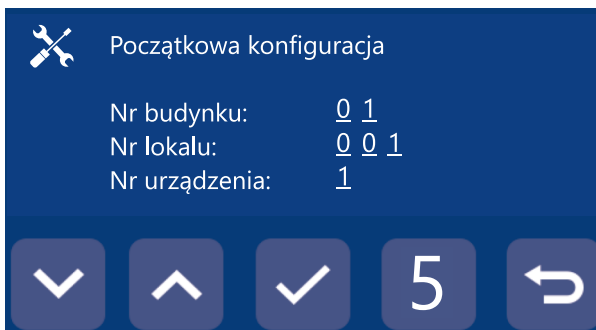 Początkowa konfiguracja
Nr budynku: 0 1
Nr lokalu: 0 0 1
Nr urządzenia: 1
5